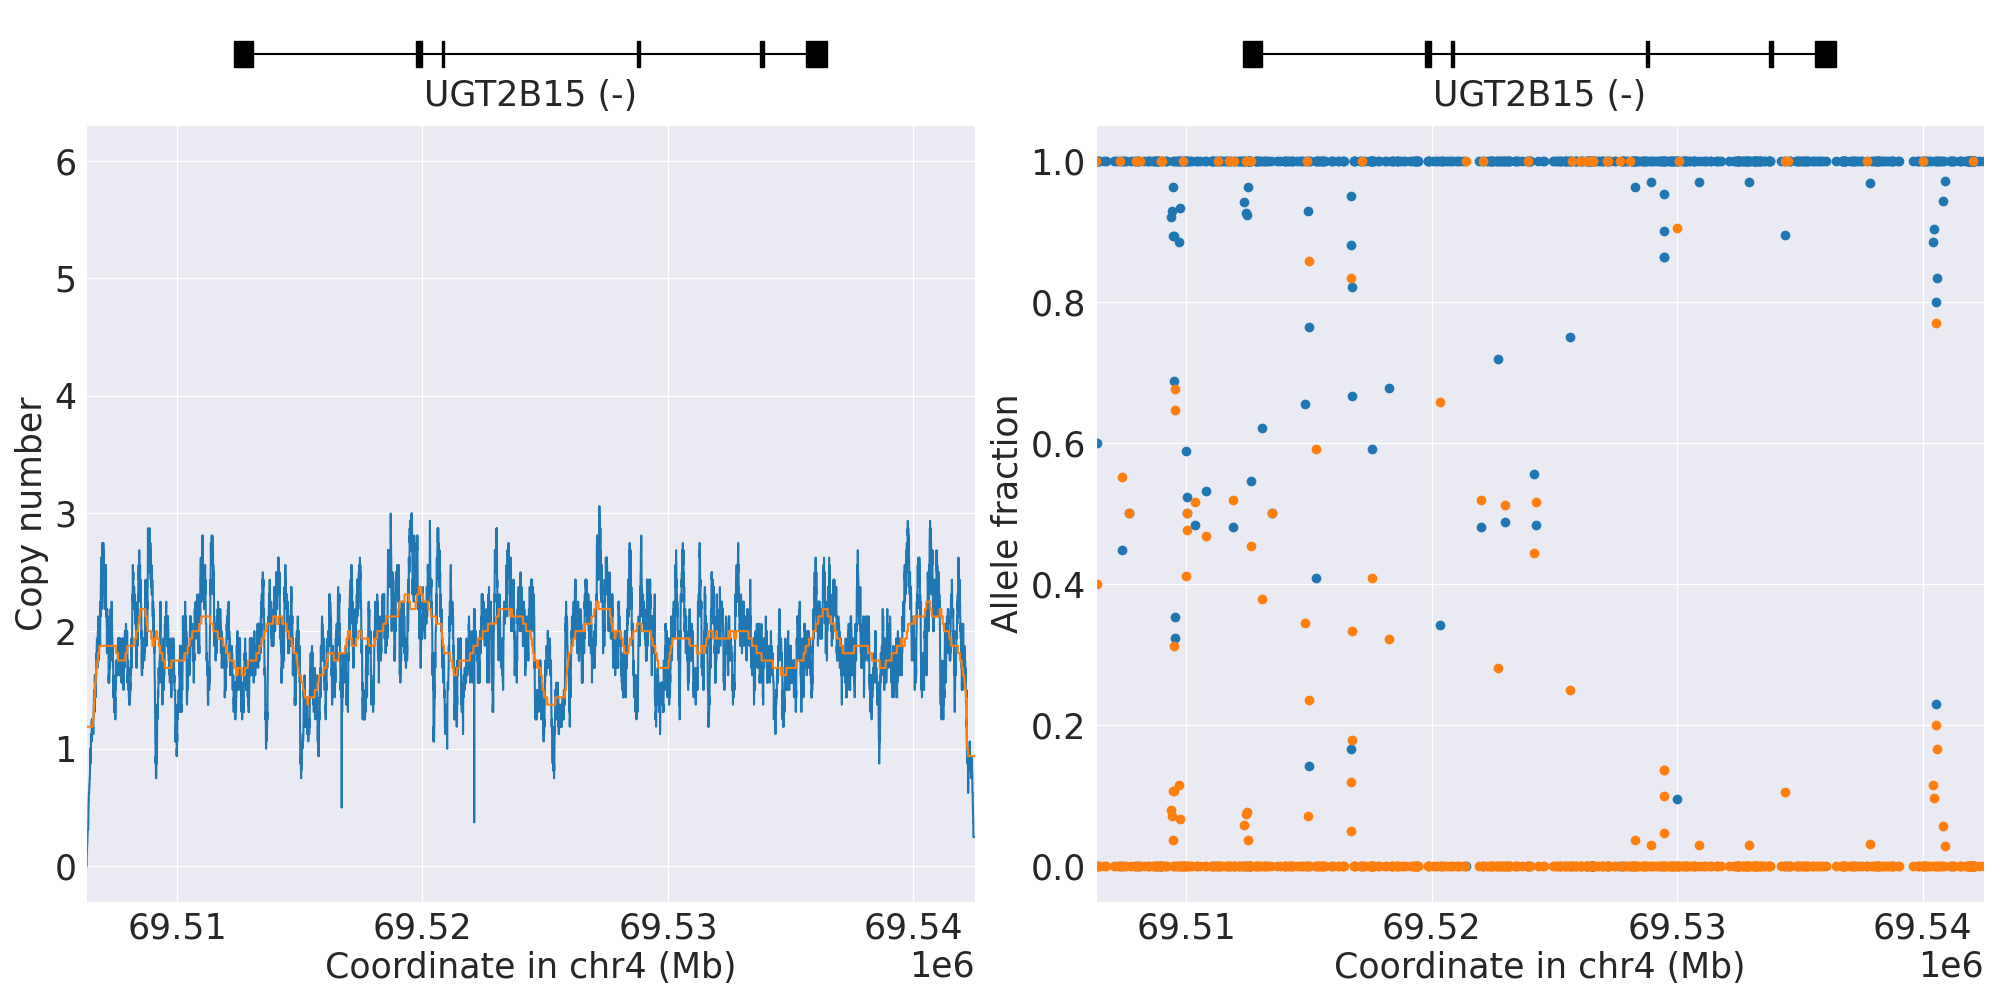 UGT2B15 (-)
Copy number
6
5
4
3
2
1
0
69.51 69.52 69.53 69.54
Coordinate in chr4 (Mb) 1e6
UGT2B15 (-)
Allele fraction
1.0
0.8
0.6
0.4
0.2
0.0
69.51 69.52 69.53 69.54
Coordinate in chr4 (Mb) 1e6